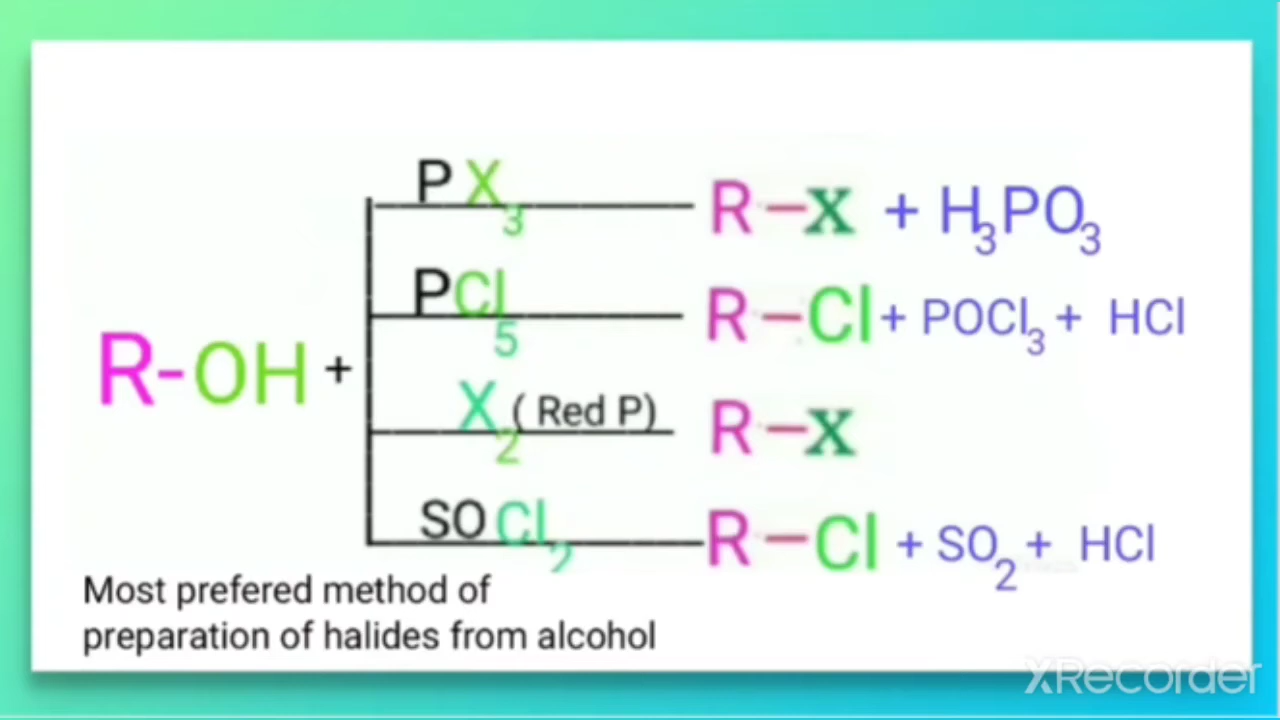 PX3
R-X + H3PO3
PCl5
R-Cl + POCl3 + HCl
R-OH +
X2 ( Red P)
R-X
SOCl2
R-Cl + SO2 + HCl
Most prefered method of
preparation of halides from alcohol
XRecorder